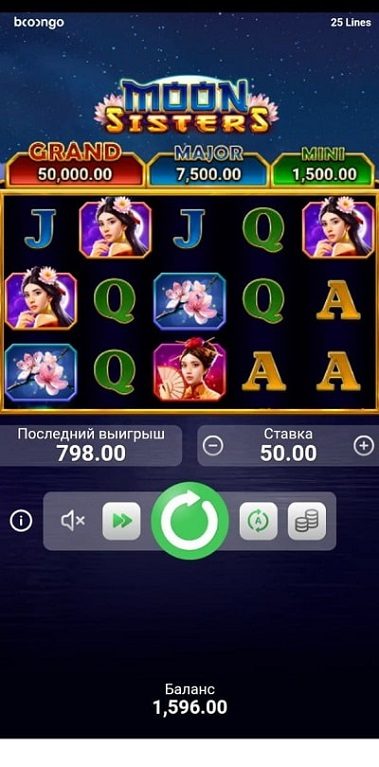 booongo 25 Lines
MOON
SISTERS
GRAND MAJOR MINI
50,000.00 7,500.00 1,500.00
J J Q
Q Q A
Q A A
Последний выигрыш Ставка
798.00 50.00
A
Баланс
1,596.00